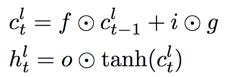 c_t^l = f ⊙ c_{t−1}^l + i ⊙ g
h_t^l = o ⊙ tanh(c_t^l)